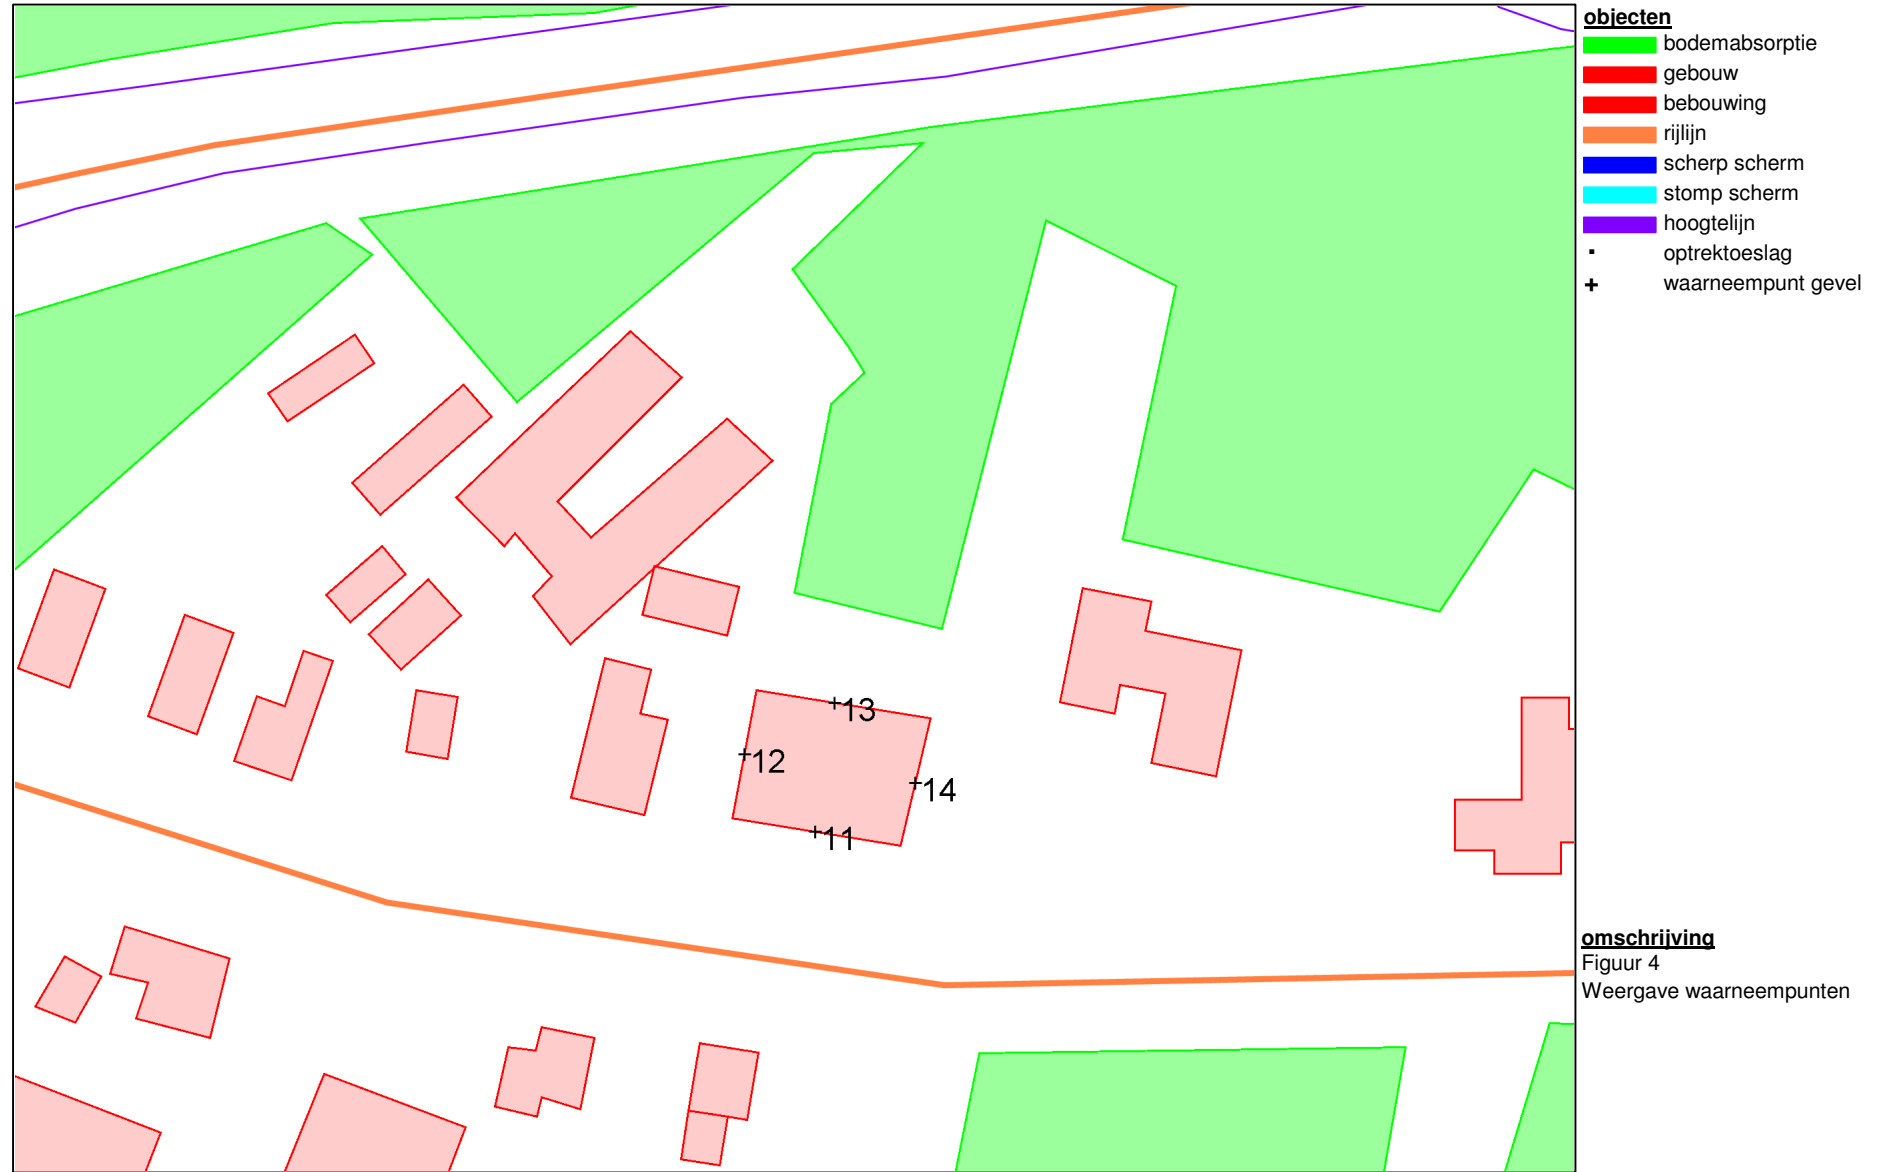 objecten
bodemabsorptie
gebouw
bebouwing
rijlijn
scherp scherm
stomp scherm
hoogtelijn
optrektoeslag
waarneempunt gevel
13
12
14
11
omschrijving
Figuur 4
Weergave waarneempunten